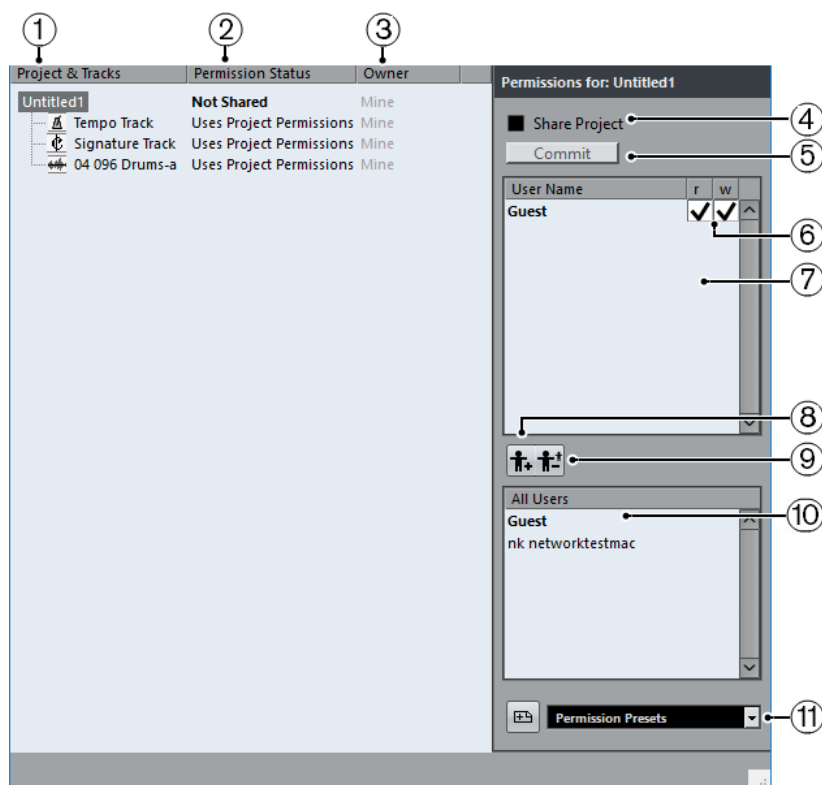 1 2 3
Project & Tracks Permission Status Owner
Untitled1 Not Shared Mine
Tempo Track Uses Project Permissions Mine
Signature Track Uses Project Permissions Mine
04 096 Drums-a Uses Project Permissions Mine
Permissions for: Untitled1
Share Project 4
Commit 5
User Name r w
Guest
6
7
8
9
All Users
Guest 10
nk networktestmac
Permission Presets 11